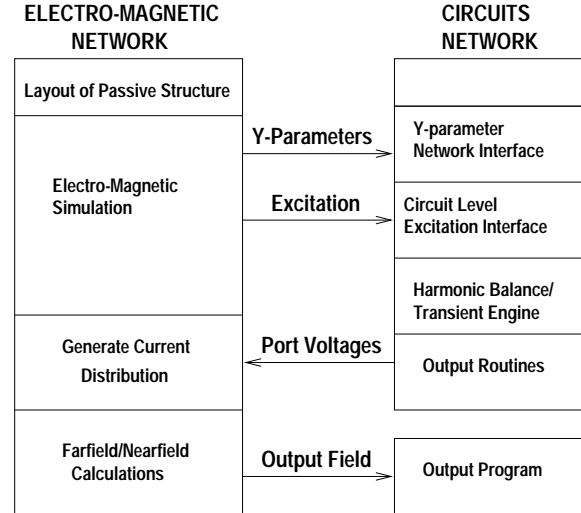 ELECTRO-MAGNETIC
NETWORK
CIRCUITS
NETWORK
Layout of Passive Structure
Y-Parameters
Y-parameter
Network Interface
Electro-Magnetic
Simulation
Excitation
Circuit Level
Excitation Interface
Harmonic Balance/
Transient Engine
Generate Current
Distribution
Port Voltages
Output Routines
Farfield/Nearfield
Calculations
Output Field
Output Program